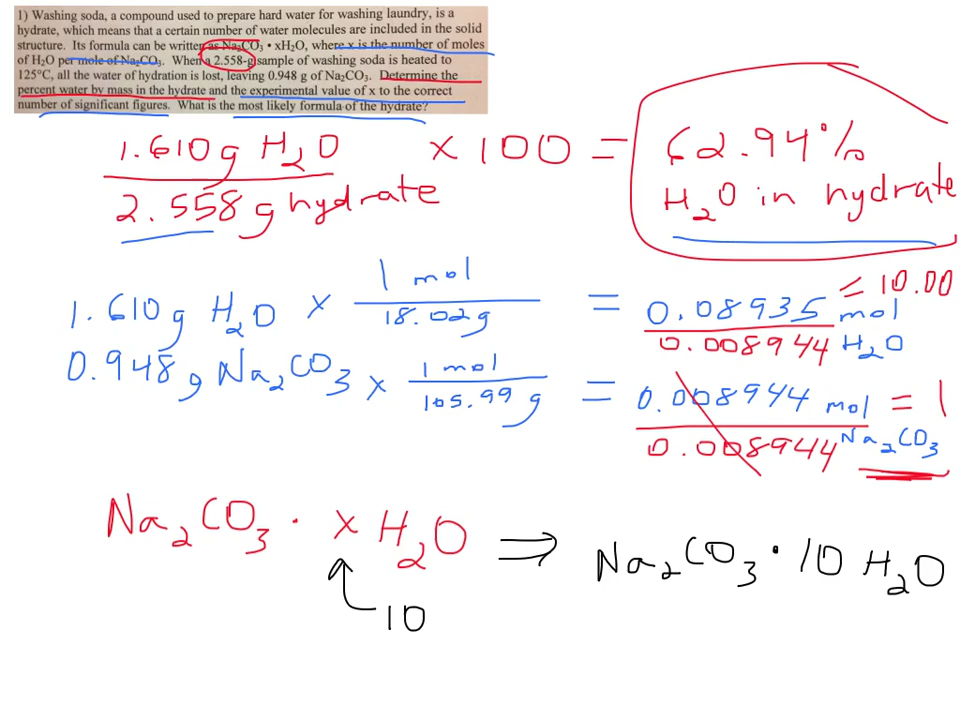 1) Washing soda, a compound used to prepare hard water for washing laundry, is a
hydrate, which means that a certain number of water molecules are included in the solid
structure. Its formula can be written as Na₂CO₃ • xH₂O, where x is the number of moles
of H₂O per mole of Na₂CO₃. When a 2.558-g sample of washing soda is heated to
125°C, all the water of hydration is lost, leaving 0.948 g of Na₂CO₃. Determine the
percent water by mass in the hydrate and the experimental value of x to the correct
number of significant figures. What is the most likely formula of the hydrate?
1.610g H₂O
2.558 g hydrate
x 100 =
62.94%
H₂O in hydrate
1.610g H₂O x 1 mol / 18.02g = 0.08935 mol H₂O / 0.008944 = 10.00
0.948g Na₂CO₃ x 1 mol / 105.99 g = 0.008944 mol Na₂CO₃ / 0.008944 = 1
Na₂CO₃ · x H₂O ⇒ Na₂CO₃ · 10 H₂O
10